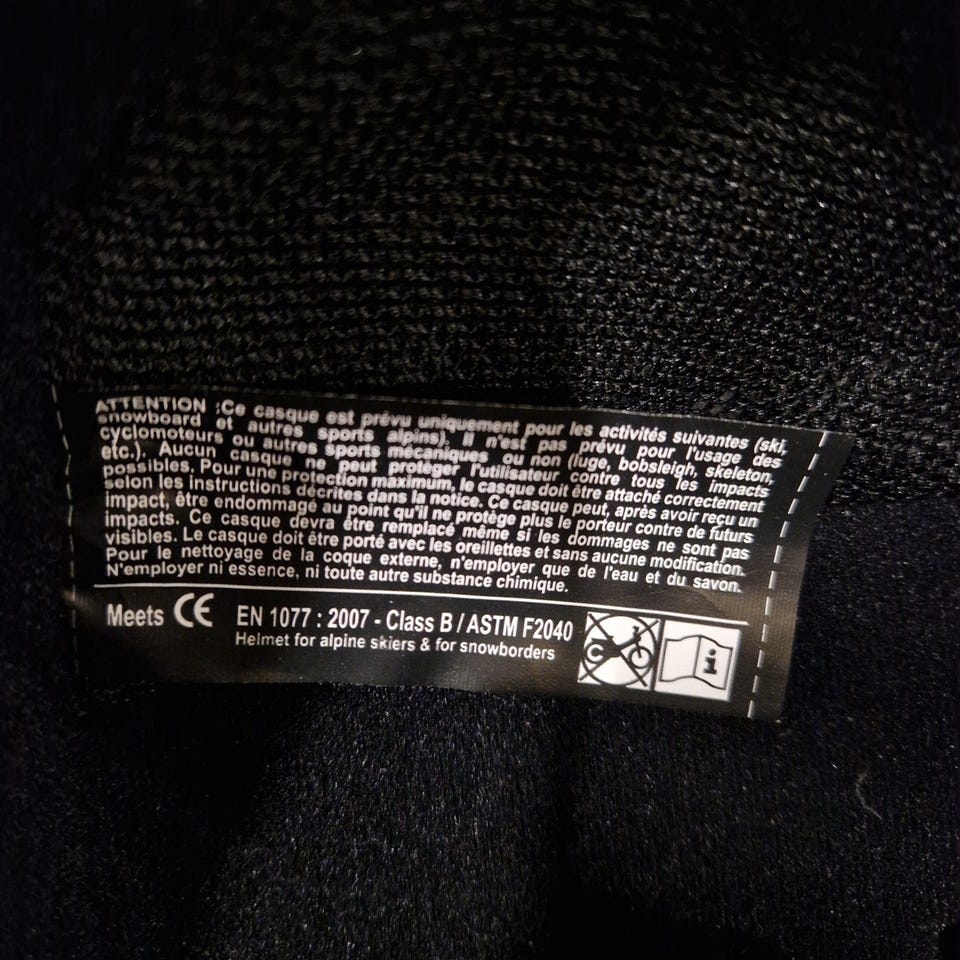 ATTENTION :Ce casque est prévu uniquement pour les activités suivantes (ski,
snowboard et autres sports alpins). Il n'est pas prévu pour l'usage des
cyclomoteurs ou autres sports mécaniques ou non (luge, bobsleigh, skeleton,
etc.). Aucun casque ne peut protéger l'utilisateur contre tous les impacts
possibles. Pour une protection maximum, le casque doit être attaché correctement
selon les instructions décrites dans la notice. Ce casque peut, après avoir reçu un
impact, être endommagé au point qu'il ne protège plus le porteur contre de futurs
impacts. Ce casque devra être remplacé même si les dommages ne sont pas
visibles. Le casque doit être porté avec les oreillettes et sans aucune modification.
Pour le nettoyage de la coque externe, n'employer que de l'eau et du savon.
N'employer ni essence, ni toute autre substance chimique.
Meets CE EN 1077 : 2007 - Class B / ASTM F2040
Helmet for alpine skiers & for snowborders
C i